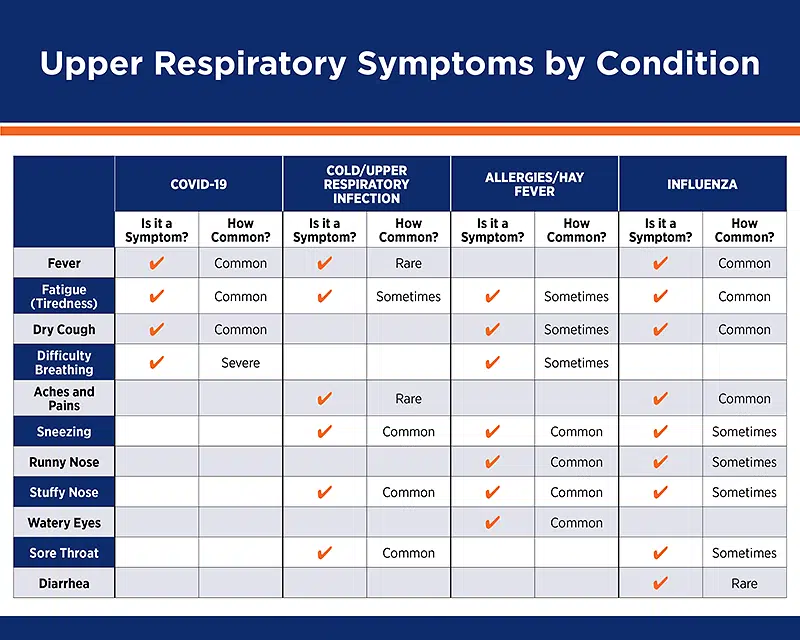 Upper Respiratory Symptoms by Condition
COVID-19
COLD/UPPER
RESPIRATORY
INFECTION
ALLERGIES/HAY
FEVER
INFLUENZA
Is it a Symptom? How Common? Is it a Symptom? How Common? Is it a Symptom? How Common? Is it a Symptom? How Common?
Fever ✓ Common ✓ Rare ✓ Common
Fatigue (Tiredness) ✓ Common ✓ Sometimes ✓ Sometimes ✓ Common
Dry Cough ✓ Common ✓ Sometimes ✓ Common
Difficulty Breathing ✓ Severe ✓ Sometimes
Aches and Pains ✓ Rare ✓ Common
Sneezing ✓ Common ✓ Common ✓ Sometimes
Runny Nose ✓ Common ✓ Sometimes
Stuffy Nose ✓ Common ✓ Common ✓ Sometimes
Watery Eyes ✓ Common
Sore Throat ✓ Common ✓ Sometimes
Diarrhea ✓ Rare